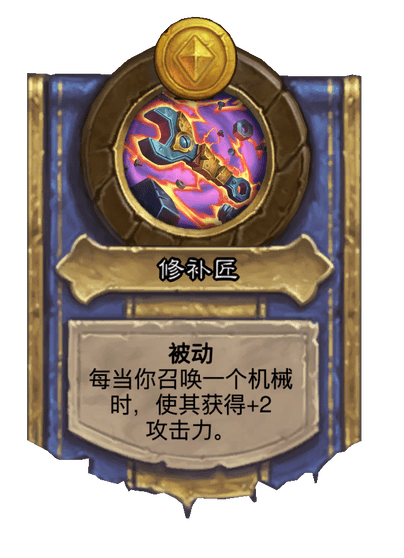 修补匠
被动
每当你召唤一个机械
时，使其获得+2
攻击力。